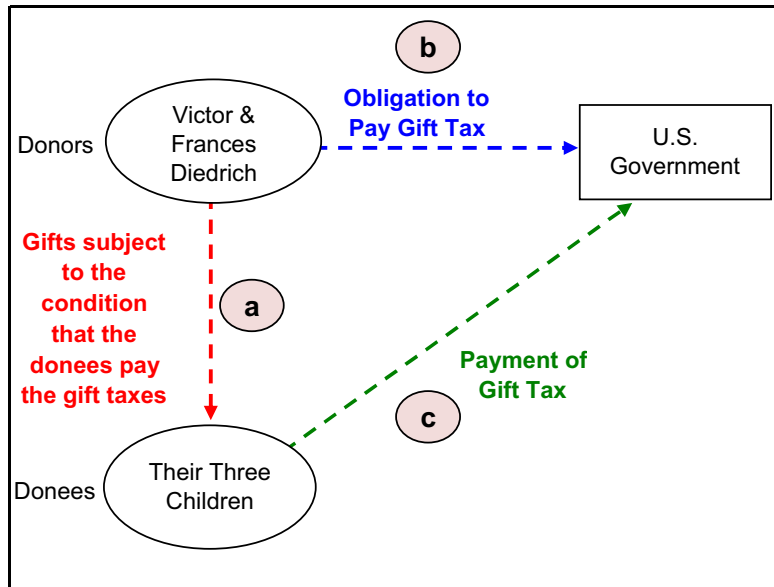 b
Obligation to
Pay Gift Tax
Donors
Victor &
Frances
Diedrich
U.S.
Government
Gifts subject
to the
condition
that the
donees pay
the gift taxes
a
Payment of
Gift Tax
c
Donees
Their Three
Children